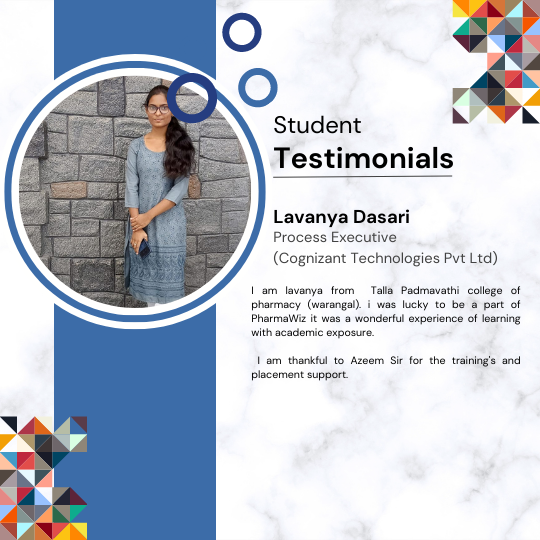 Student
Testimonials
Lavanya Dasari
Process Executive
(Cognizant Technologies Pvt Ltd)
I am lavanya from Talla Padmavathi college of
pharmacy (warangal). i was lucky to be a part of
PharmaWiz it was a wonderful experience of learning
with academic exposure.
I am thankful to Azeem Sir for the training's and
placement support.